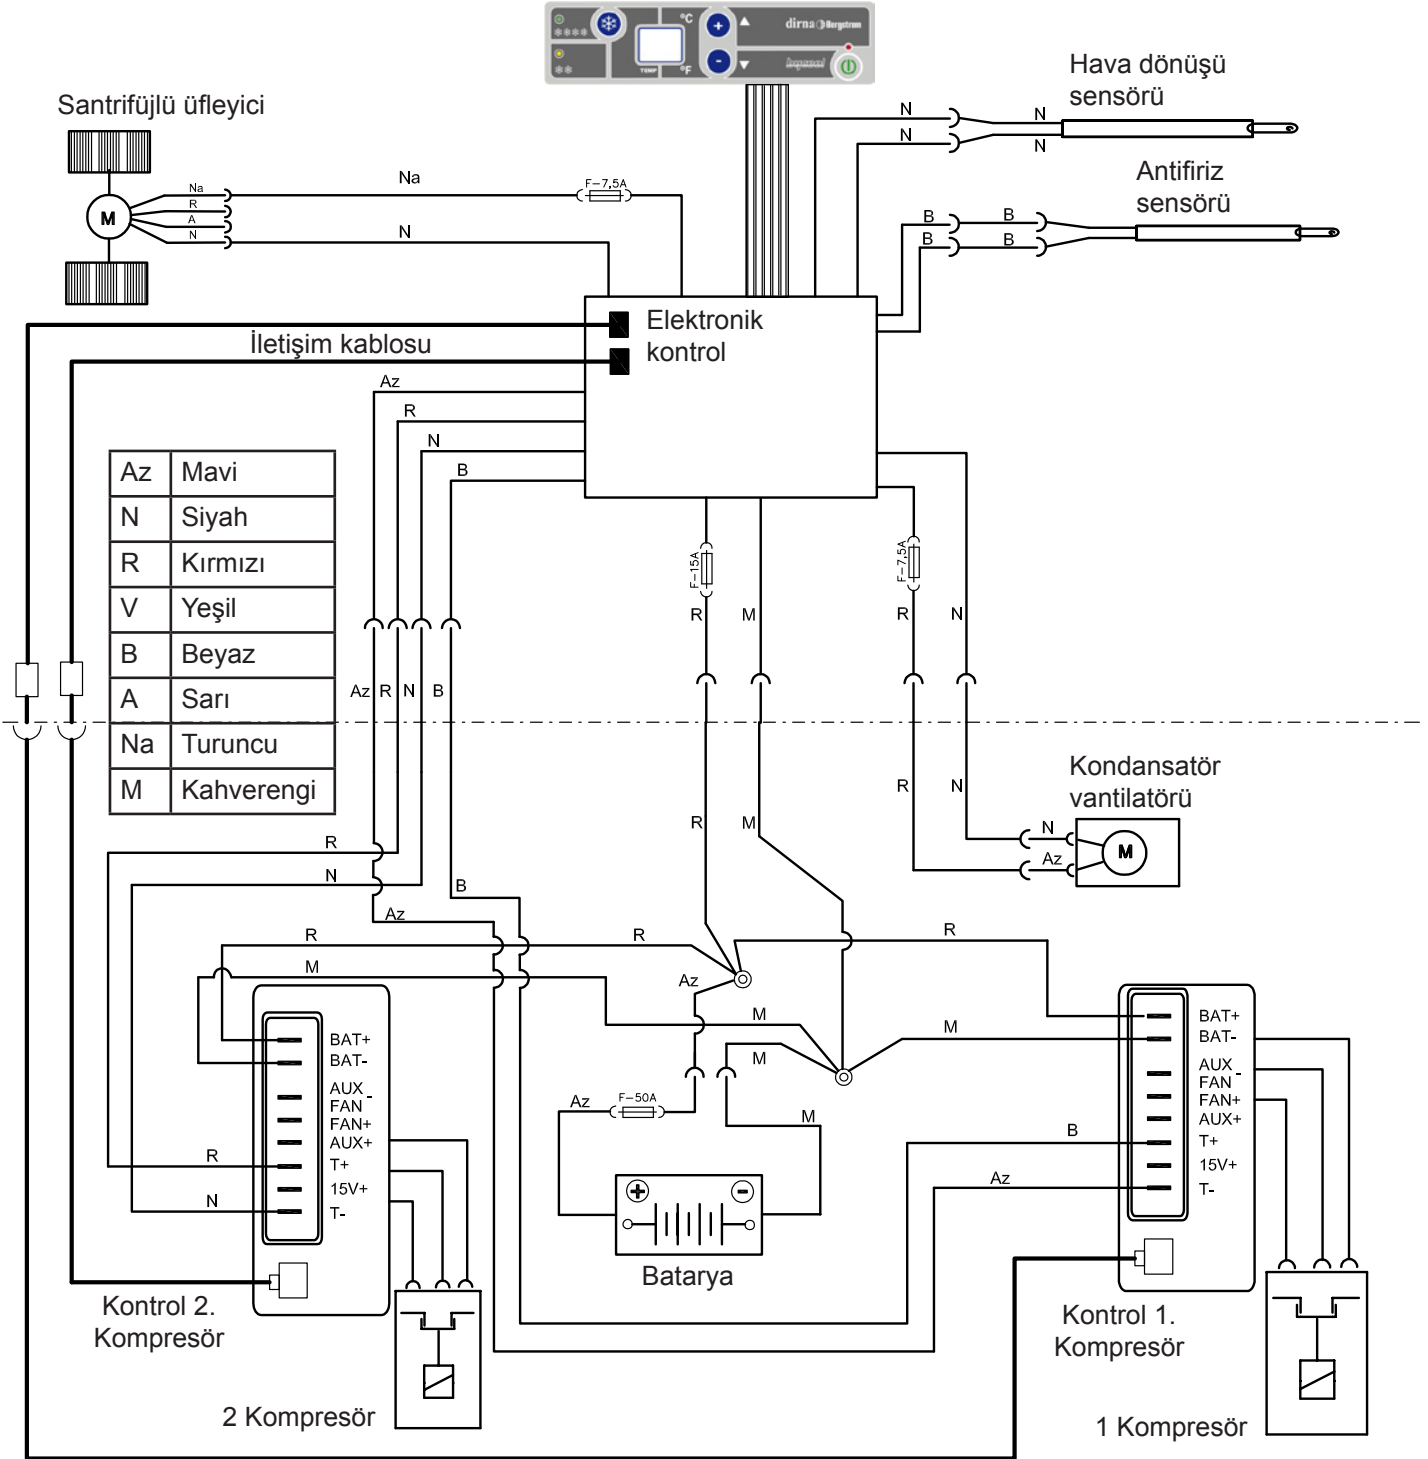 °C
dirna Bergstrom
+
-
TEMP
°F
Hava dönüşü
sensörü
Santrifüjlü üfleyici
N
N
N
N
Antifiriz
sensörü
Na
Na
F-7,5A
R
A
N
N
M
B
B
B
B
Elektronik
kontrol
İletişim kablosu
Az
R
N
B
Az Mavi
N Siyah
R Kırmızı
V Yeşil
B Beyaz
A Sarı
Na Turuncu
M Kahverengi
F-15A
F-7,5A
R
M
R
N
Az
R
N
B
Kondansatör
vantilatörü
R
N
R
M
N
Az
M
R
N
B
Az
R
R
R
M
Az
M
M
M
BAT+
BAT-
AUX
FAN -
FAN+
AUX+
T+
15V+
T-
R
N
Az
F-50A
M
+
-
Batarya
BAT+
BAT-
AUX -
FAN
FAN+
AUX+
T+
15V+
T-
B
Az
Kontrol 2.
Kompresör
Kontrol 1.
Kompresör
2 Kompresör
1 Kompresör